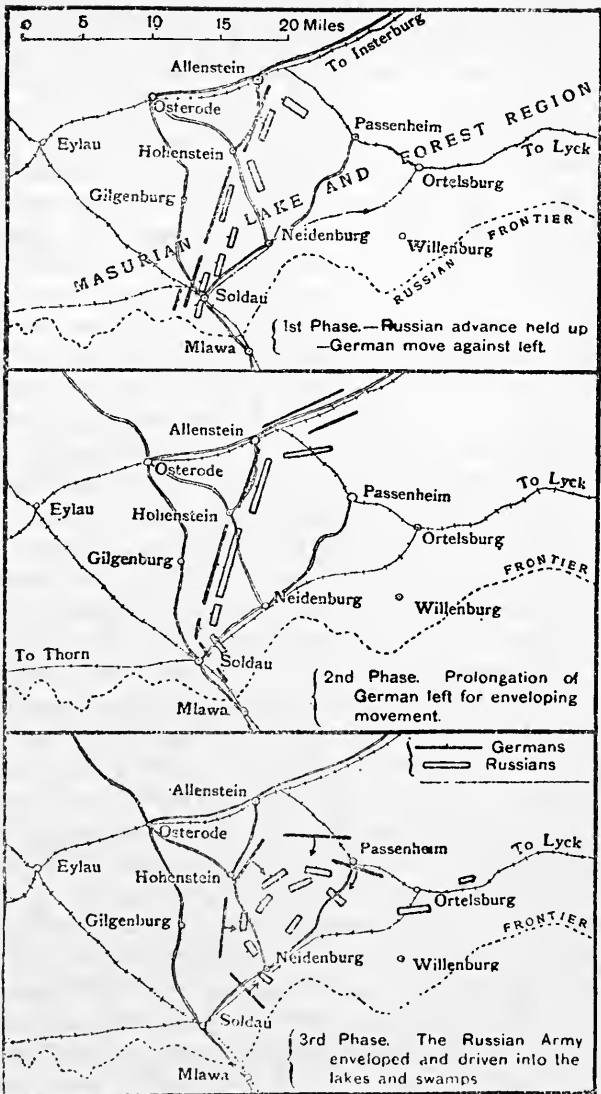 0 5 10 15 20 Miles
To Insterburg
Allenstein
Osterode
Passenheim
Eylau
Hohenstein
To Lyck
Gilgenburg
Ortelsburg
MASURIAN LAKE AND FOREST REGION
Neidenburg
Willenburg
RUSSIAN FRONTIER
Soldau
Mlawa
1st Phase.—Russian advance held up
—German move against left.
Allenstein
Osterode
To Lyck
Eylau
Hohenstein
Passenheim
Ortelsburg
Gilgenburg
FRONTIER
Neidenburg
Willenburg
To Thorn
Soldau
Mlawa
2nd Phase. Prolongation of
German left for enveloping
movement.
Germans
Russians
Allenstein
Osterode
Passenheim
To Lyck
Eylau
Hohenstein
Ortelsburg
Gilgenburg
FRONTIER
Neidenburg
Willenburg
Soldau
Mlawa
3rd Phase. The Russian Army
enveloped and driven into the
lakes and swamps